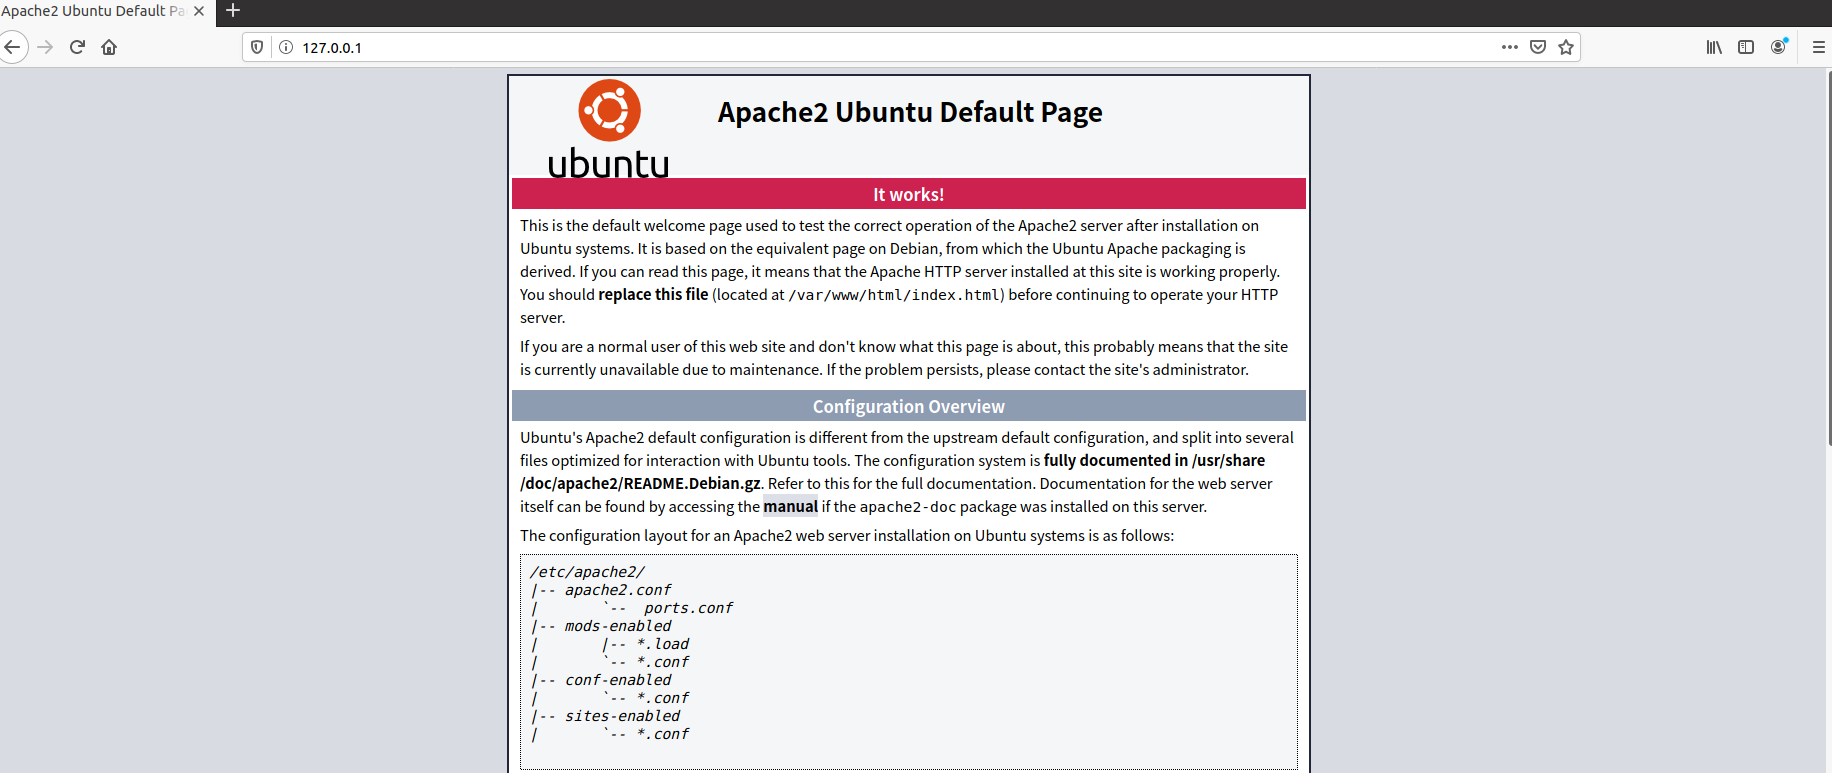 Apache2 Ubuntu Default Pa
127.0.0.1
ubuntu
Apache2 Ubuntu Default Page
It works!
This is the default welcome page used to test the correct operation of the Apache2 server after installation on
Ubuntu systems. It is based on the equivalent page on Debian, from which the Ubuntu Apache packaging is
derived. If you can read this page, it means that the Apache HTTP server installed at this site is working properly.
You should replace this file (located at /var/www/html/index.html) before continuing to operate your HTTP
server.
If you are a normal user of this web site and don't know what this page is about, this probably means that the site
is currently unavailable due to maintenance. If the problem persists, please contact the site's administrator.
Configuration Overview
Ubuntu's Apache2 default configuration is different from the upstream default configuration, and split into several
files optimized for interaction with Ubuntu tools. The configuration system is fully documented in /usr/share
/doc/apache2/README.Debian.gz. Refer to this for the full documentation. Documentation for the web server
itself can be found by accessing the manual if the apache2-doc package was installed on this server.
The configuration layout for an Apache2 web server installation on Ubuntu systems is as follows:
/etc/apache2/
|-- apache2.conf
|       `--  ports.conf
|-- mods-enabled
|       |-- *.load
|       `-- *.conf
|-- conf-enabled
|       `-- *.conf
|-- sites-enabled
|       `-- *.conf